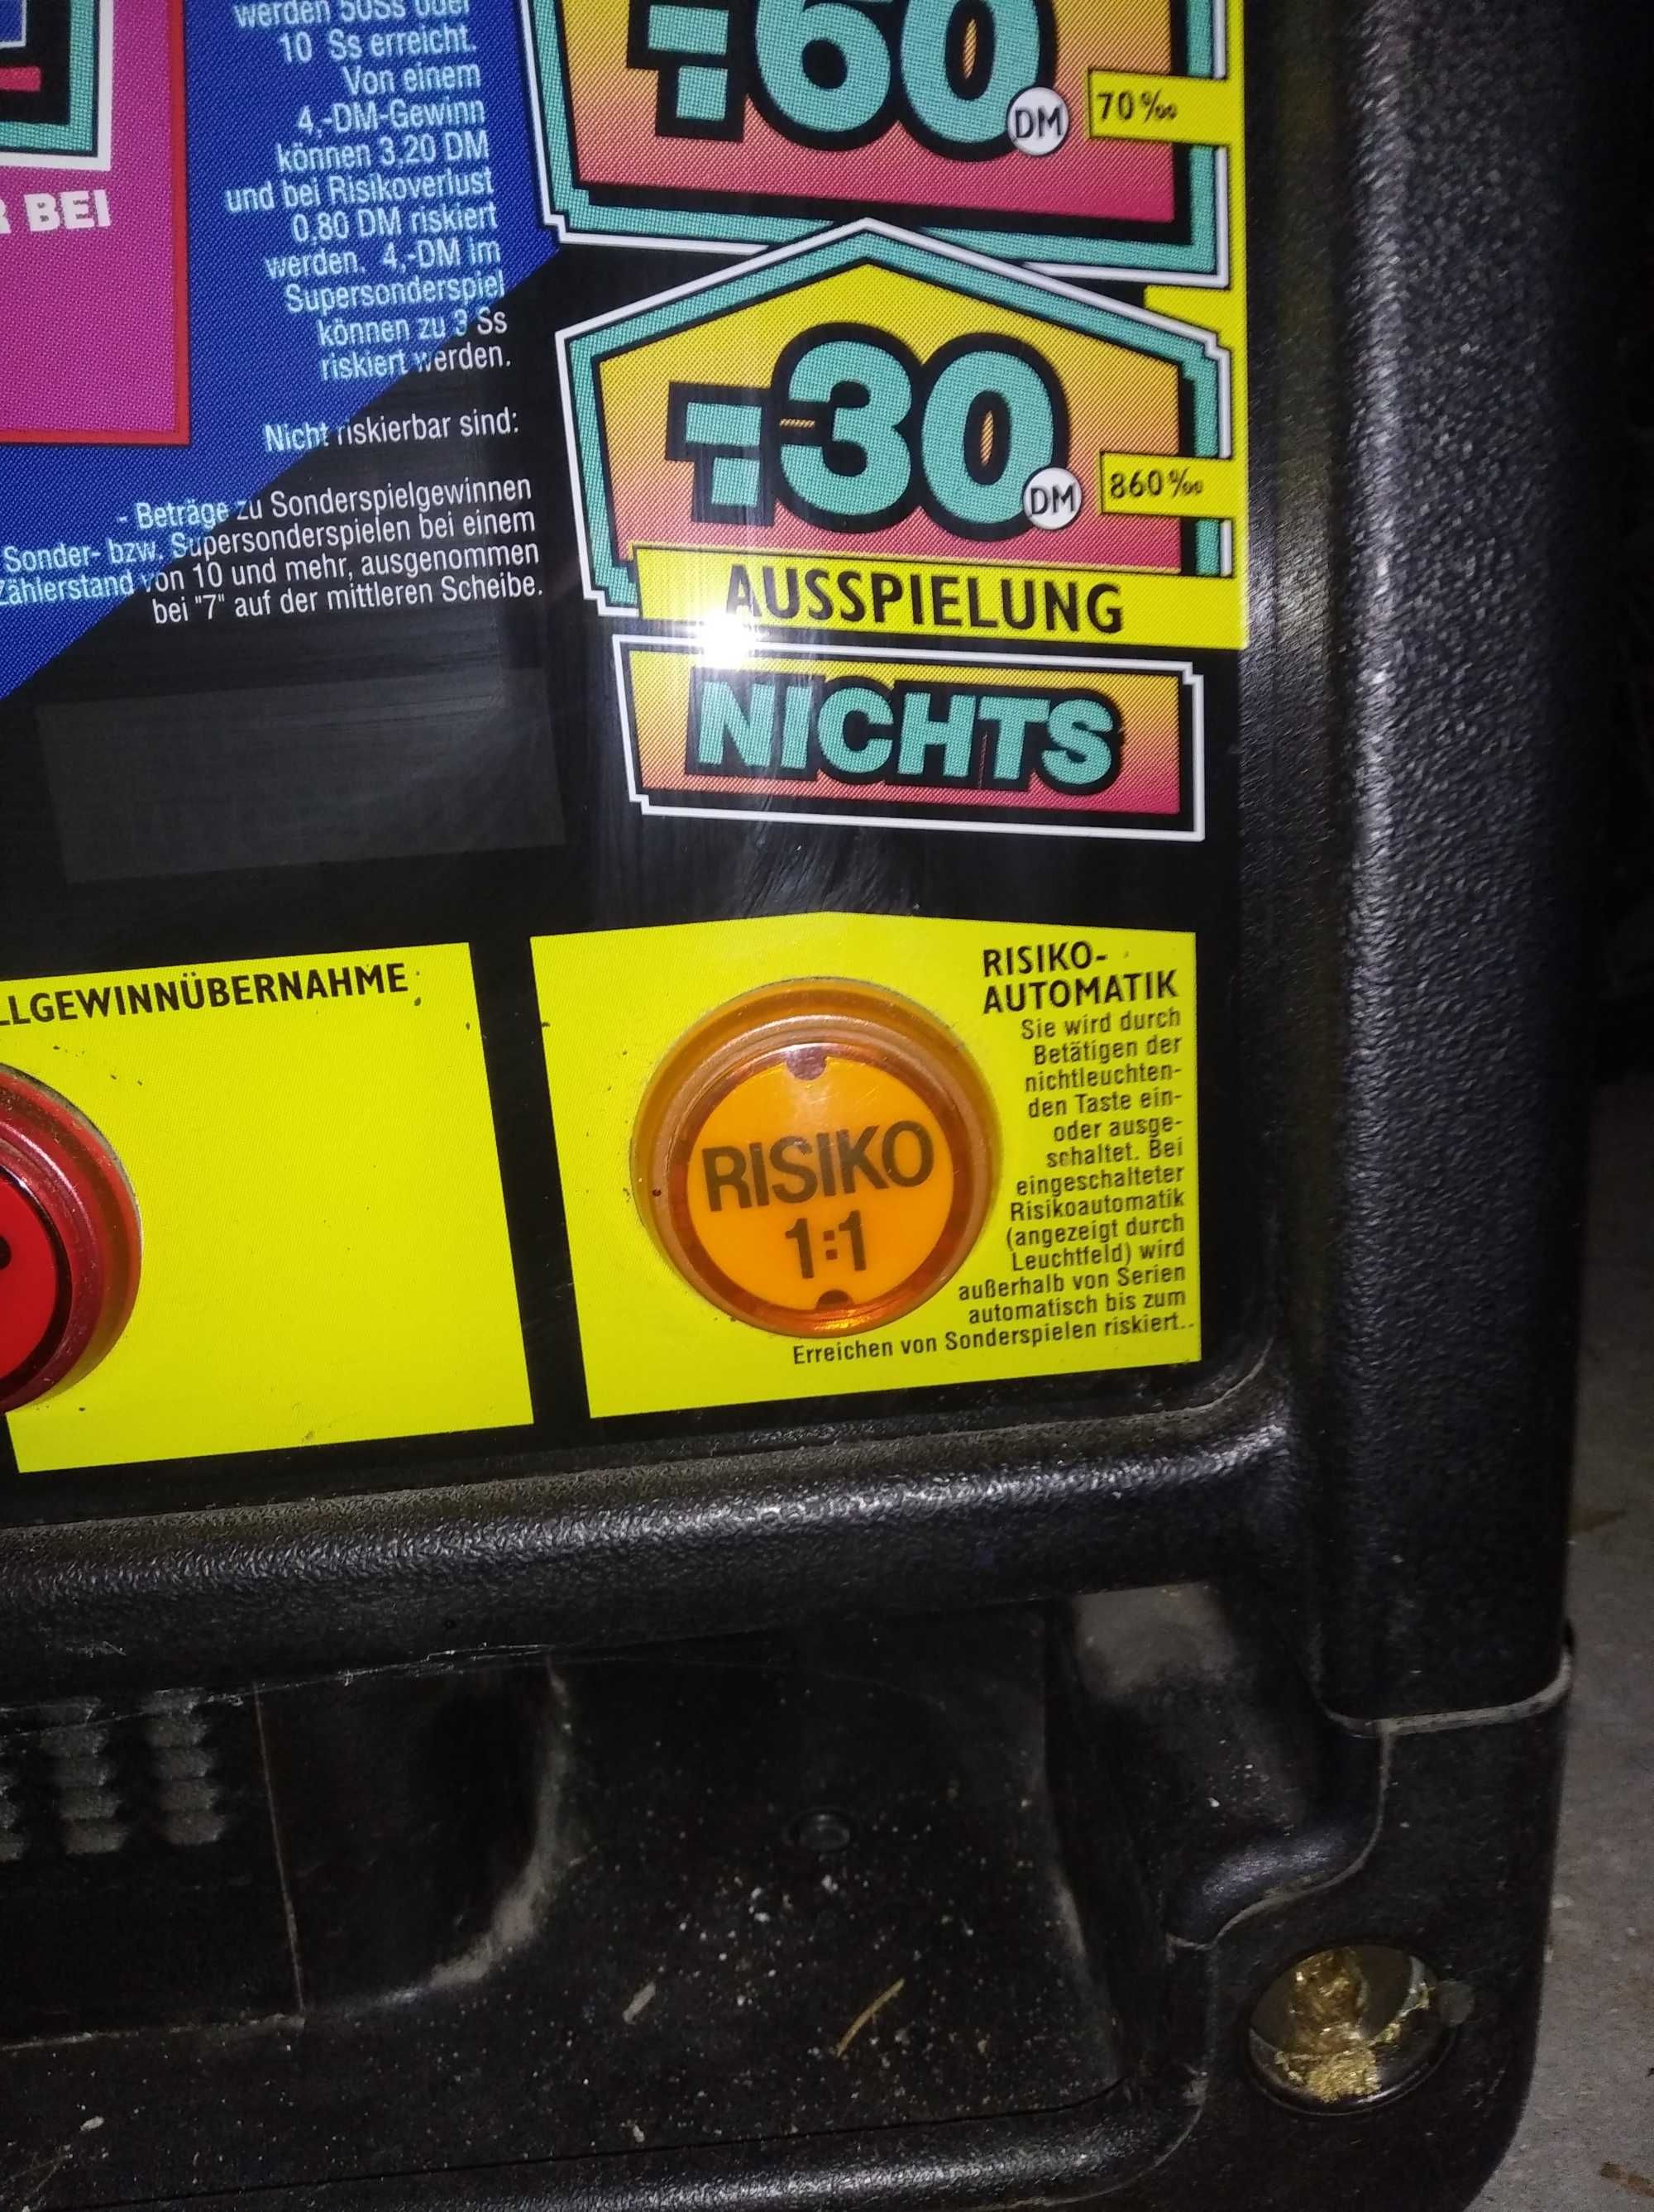 werden 50Ss oder
10 Ss erreicht.
Von einem
4,-DM-Gewinn
können 3,20 DM
und bei Risikoverlust
0,80 DM riskiert
werden. 4,-DM im
Supersonderspiel
können zu 3 Ss
riskiert werden.
Nicht riskierbar sind:
- Beträge zu Sonderspielgewinnen
Sonder- bzw. Supersonderspielen bei einem
Zählerstand von 10 und mehr, ausgenommen
bei "7" auf der mittleren Scheibe.
BEI
60
DM
70‰
30
DM
860‰
AUSSPIELUNG
NICHTS
LLGEWINNÜBERNAHME
RISIKO
1:1
RISIKO-
AUTOMATIK
Sie wird durch
Betätigen der
nichtleuchten-
den Taste ein-
oder ausge-
schaltet. Bei
eingeschalteter
Risikoautomatik
(angezeigt durch
Leuchtfeld) wird
außerhalb von Serien
automatisch bis zum
Erreichen von Sonderspielen riskiert..